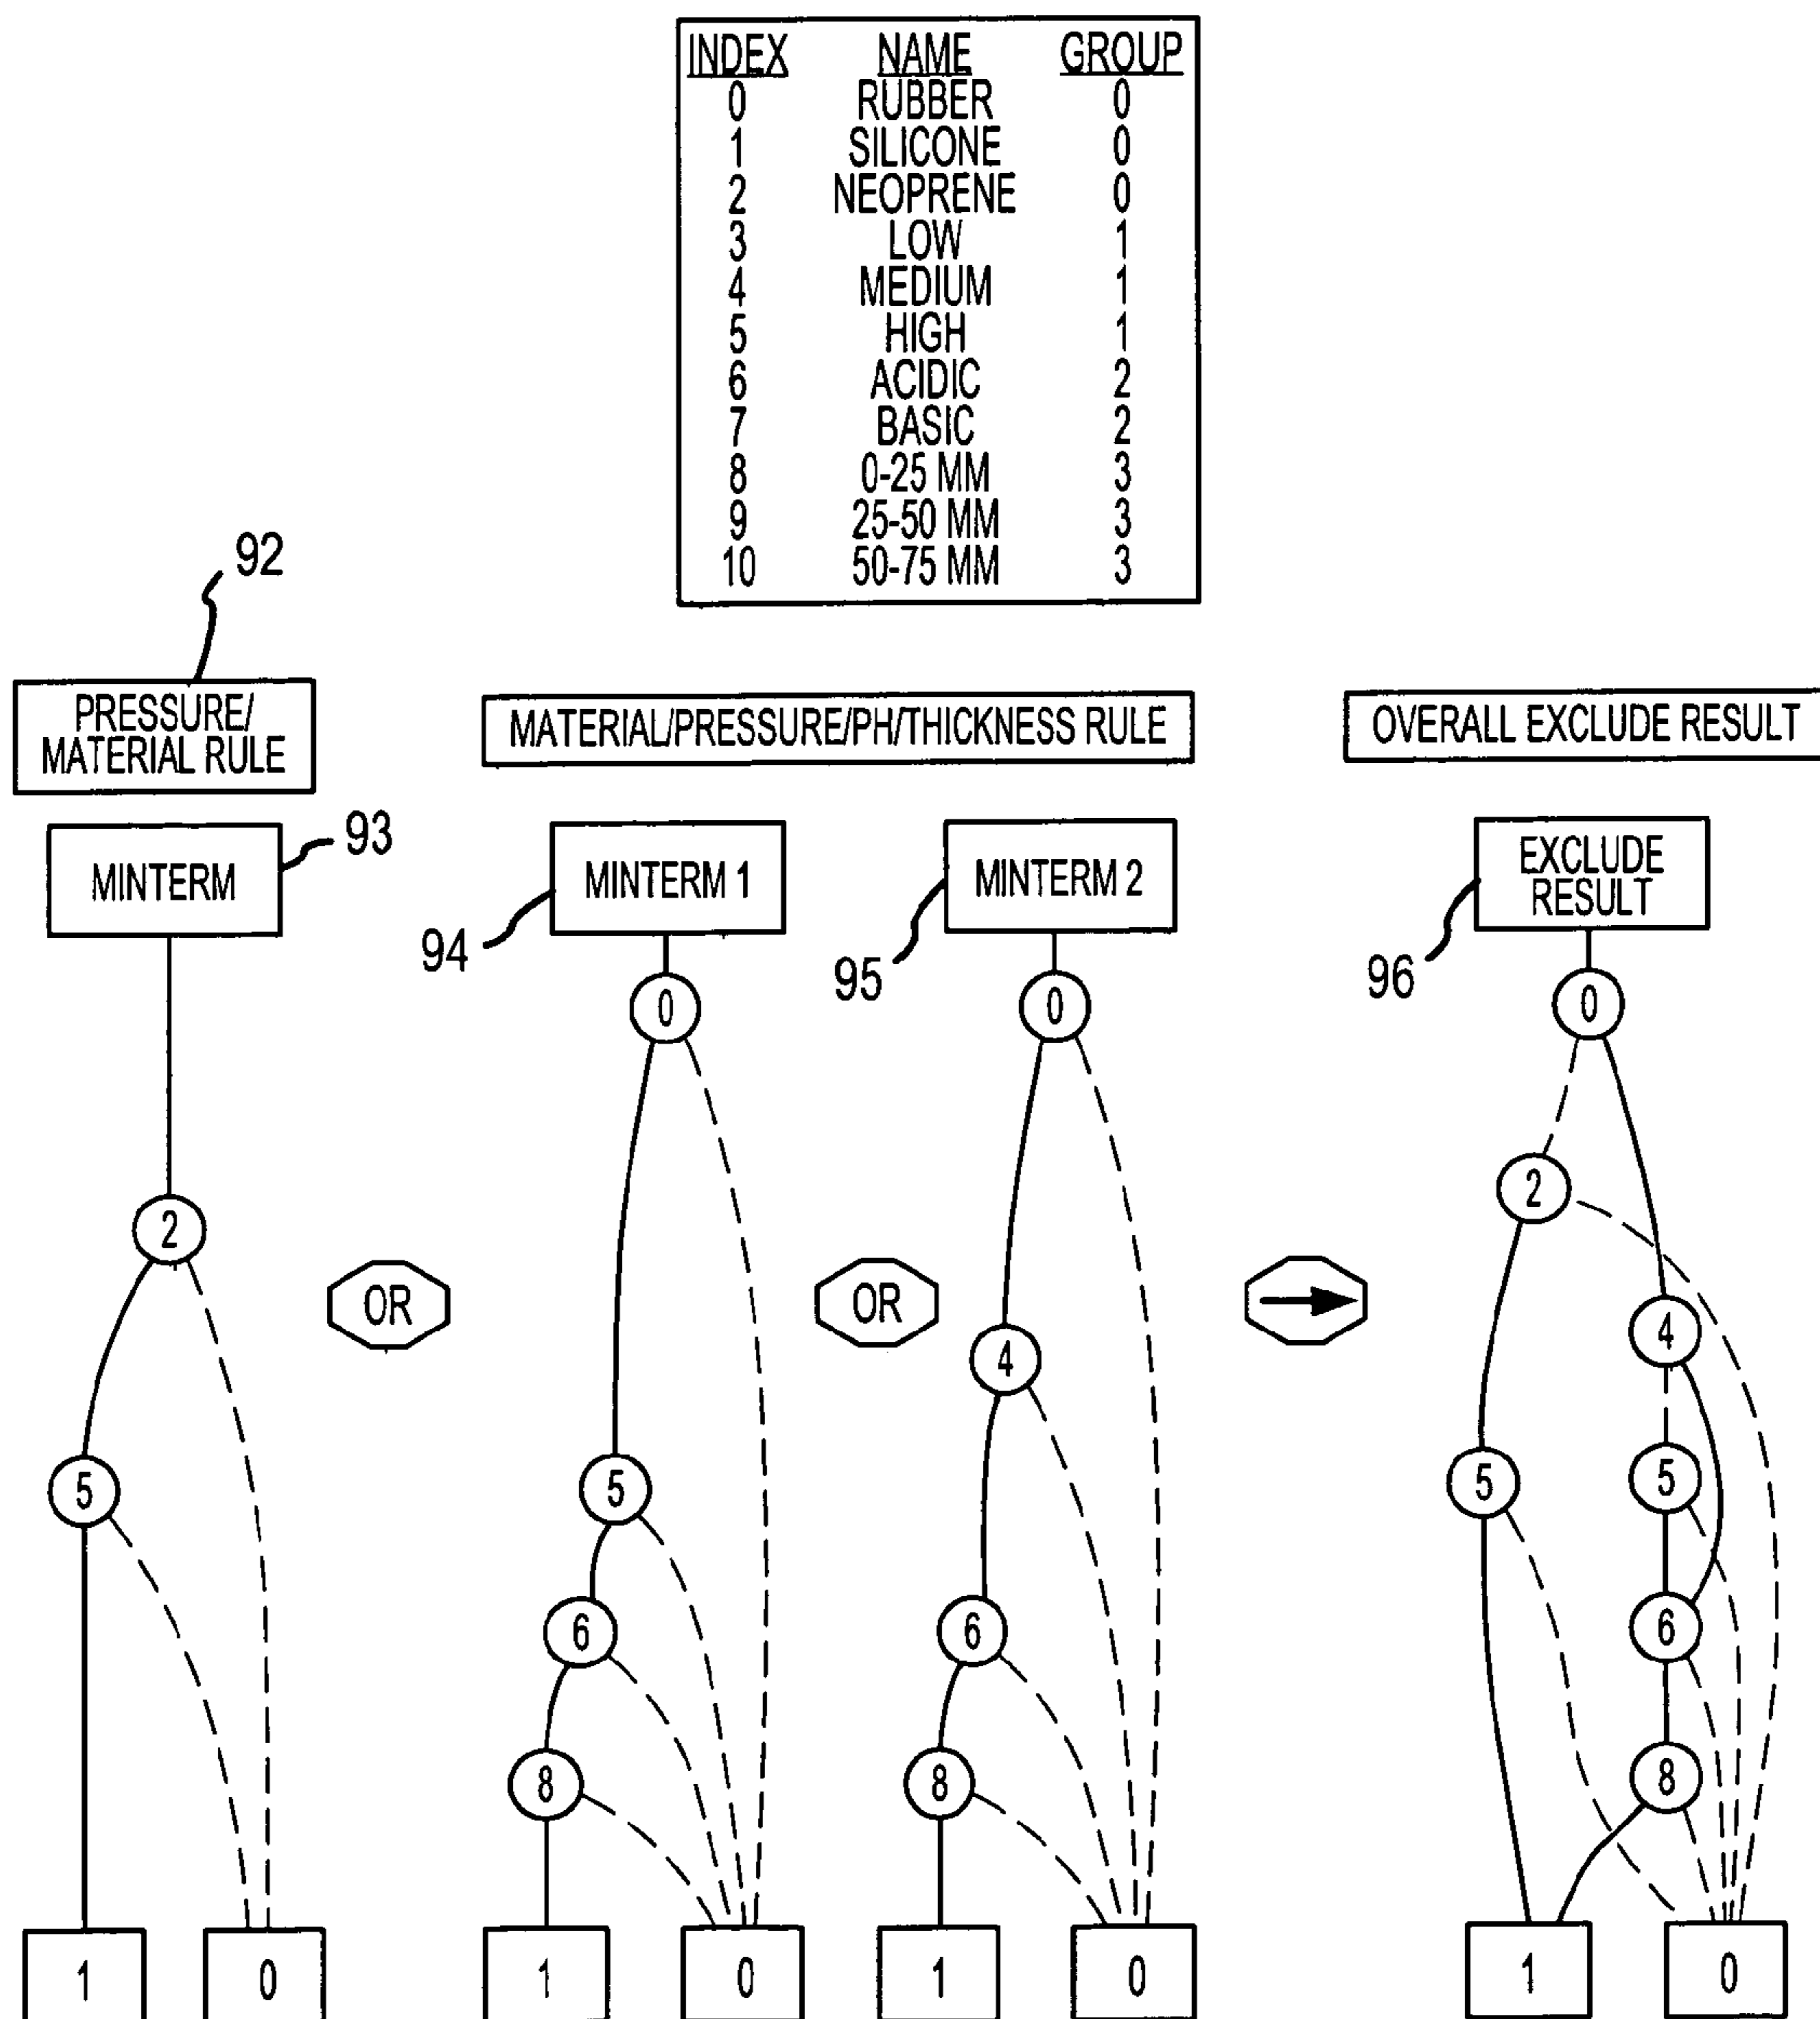 INDEX NAME GROUP
0 RUBBER 0
1 SILICONE 0
2 NEOPRENE 0
3 LOW 1
4 MEDIUM 1
5 HIGH 1
6 ACIDIC 2
7 BASIC 2
8 0-25 MM 3
9 25-50 MM 3
10 50-75 MM 3
92
PRESSURE/
MATERIAL RULE
MATERIAL/PRESSURE/PH/THICKNESS RULE
OVERALL EXCLUDE RESULT
MINTERM
93
MINTERM 1
94
MINTERM 2
95
EXCLUDE
RESULT
96
2
5
1
0
OR
0
5
6
8
1
0
OR
0
4
6
8
1
0
0
2
4
5
5
6
8
1
0